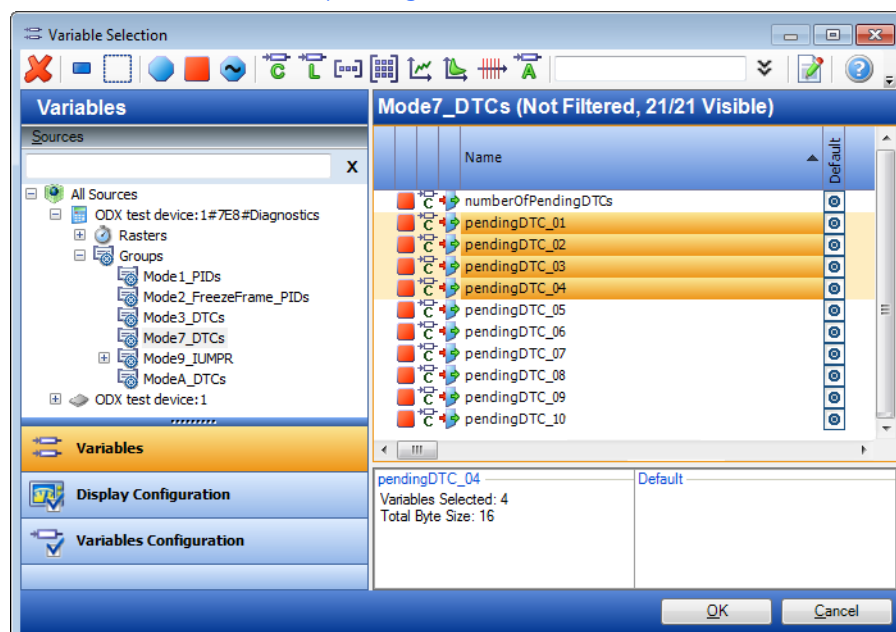 Variable Selection
C
L
A
Variables
Mode7_DTCs (Not Filtered, 21/21 Visible)
Sources
X
Name
Default
All Sources
ODX test device:1#7E8#Diagnostics
Rasters
Groups
Mode1_PIDs
Mode2_FreezeFrame_PIDs
Mode3_DTCs
Mode7_DTCs
Mode9_IUMPR
ModeA_DTCs
ODX test device:1
C numberOfPendingDTCs
C pendingDTC_01
C pendingDTC_02
C pendingDTC_03
C pendingDTC_04
C pendingDTC_05
C pendingDTC_06
C pendingDTC_07
C pendingDTC_08
C pendingDTC_09
C pendingDTC_10
Variables
Display Configuration
Variables Configuration
pendingDTC_04
Variables Selected: 4
Total Byte Size: 16
Default
OK
Cancel